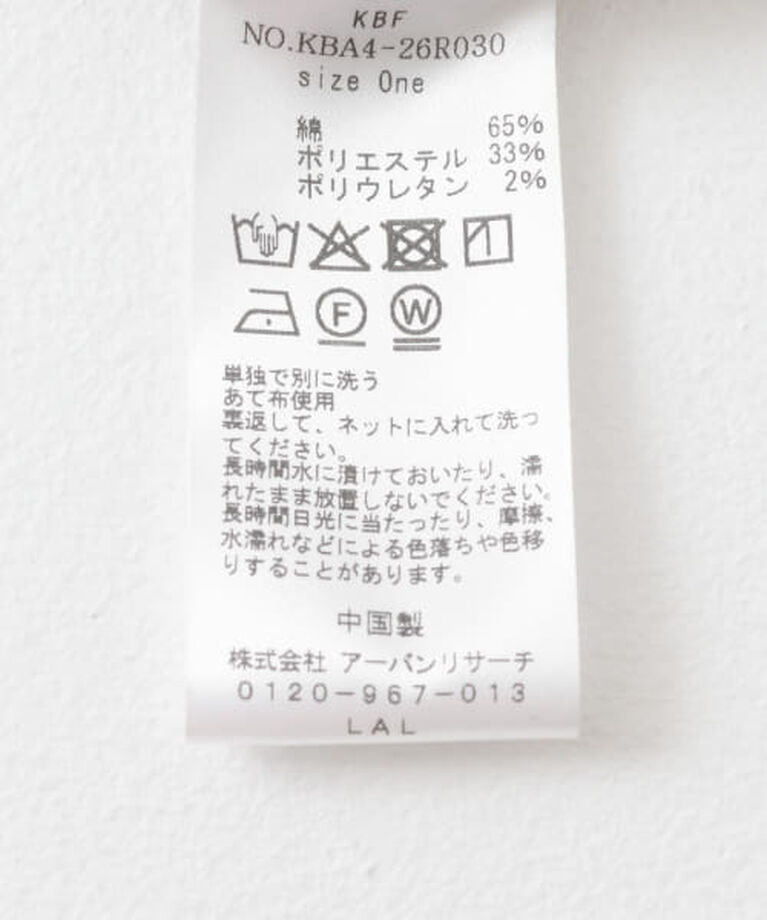 KBF
NO.KBA4-26R030
size One
綿 65%
ポリエステル 33%
ポリウレタン 2%
F W
単独で別に洗う
あて布使用
裏返して、ネットに入れて洗っ
てください。
長時間水に漬けておいたり、濡
れたまま放置しないでください。
長時間日光に当たったり、摩擦、
水濡れなどによる色落ちや色移
りすることがあります。
中国製
株式会社 アーバンリサーチ
0120-967-013
LAL